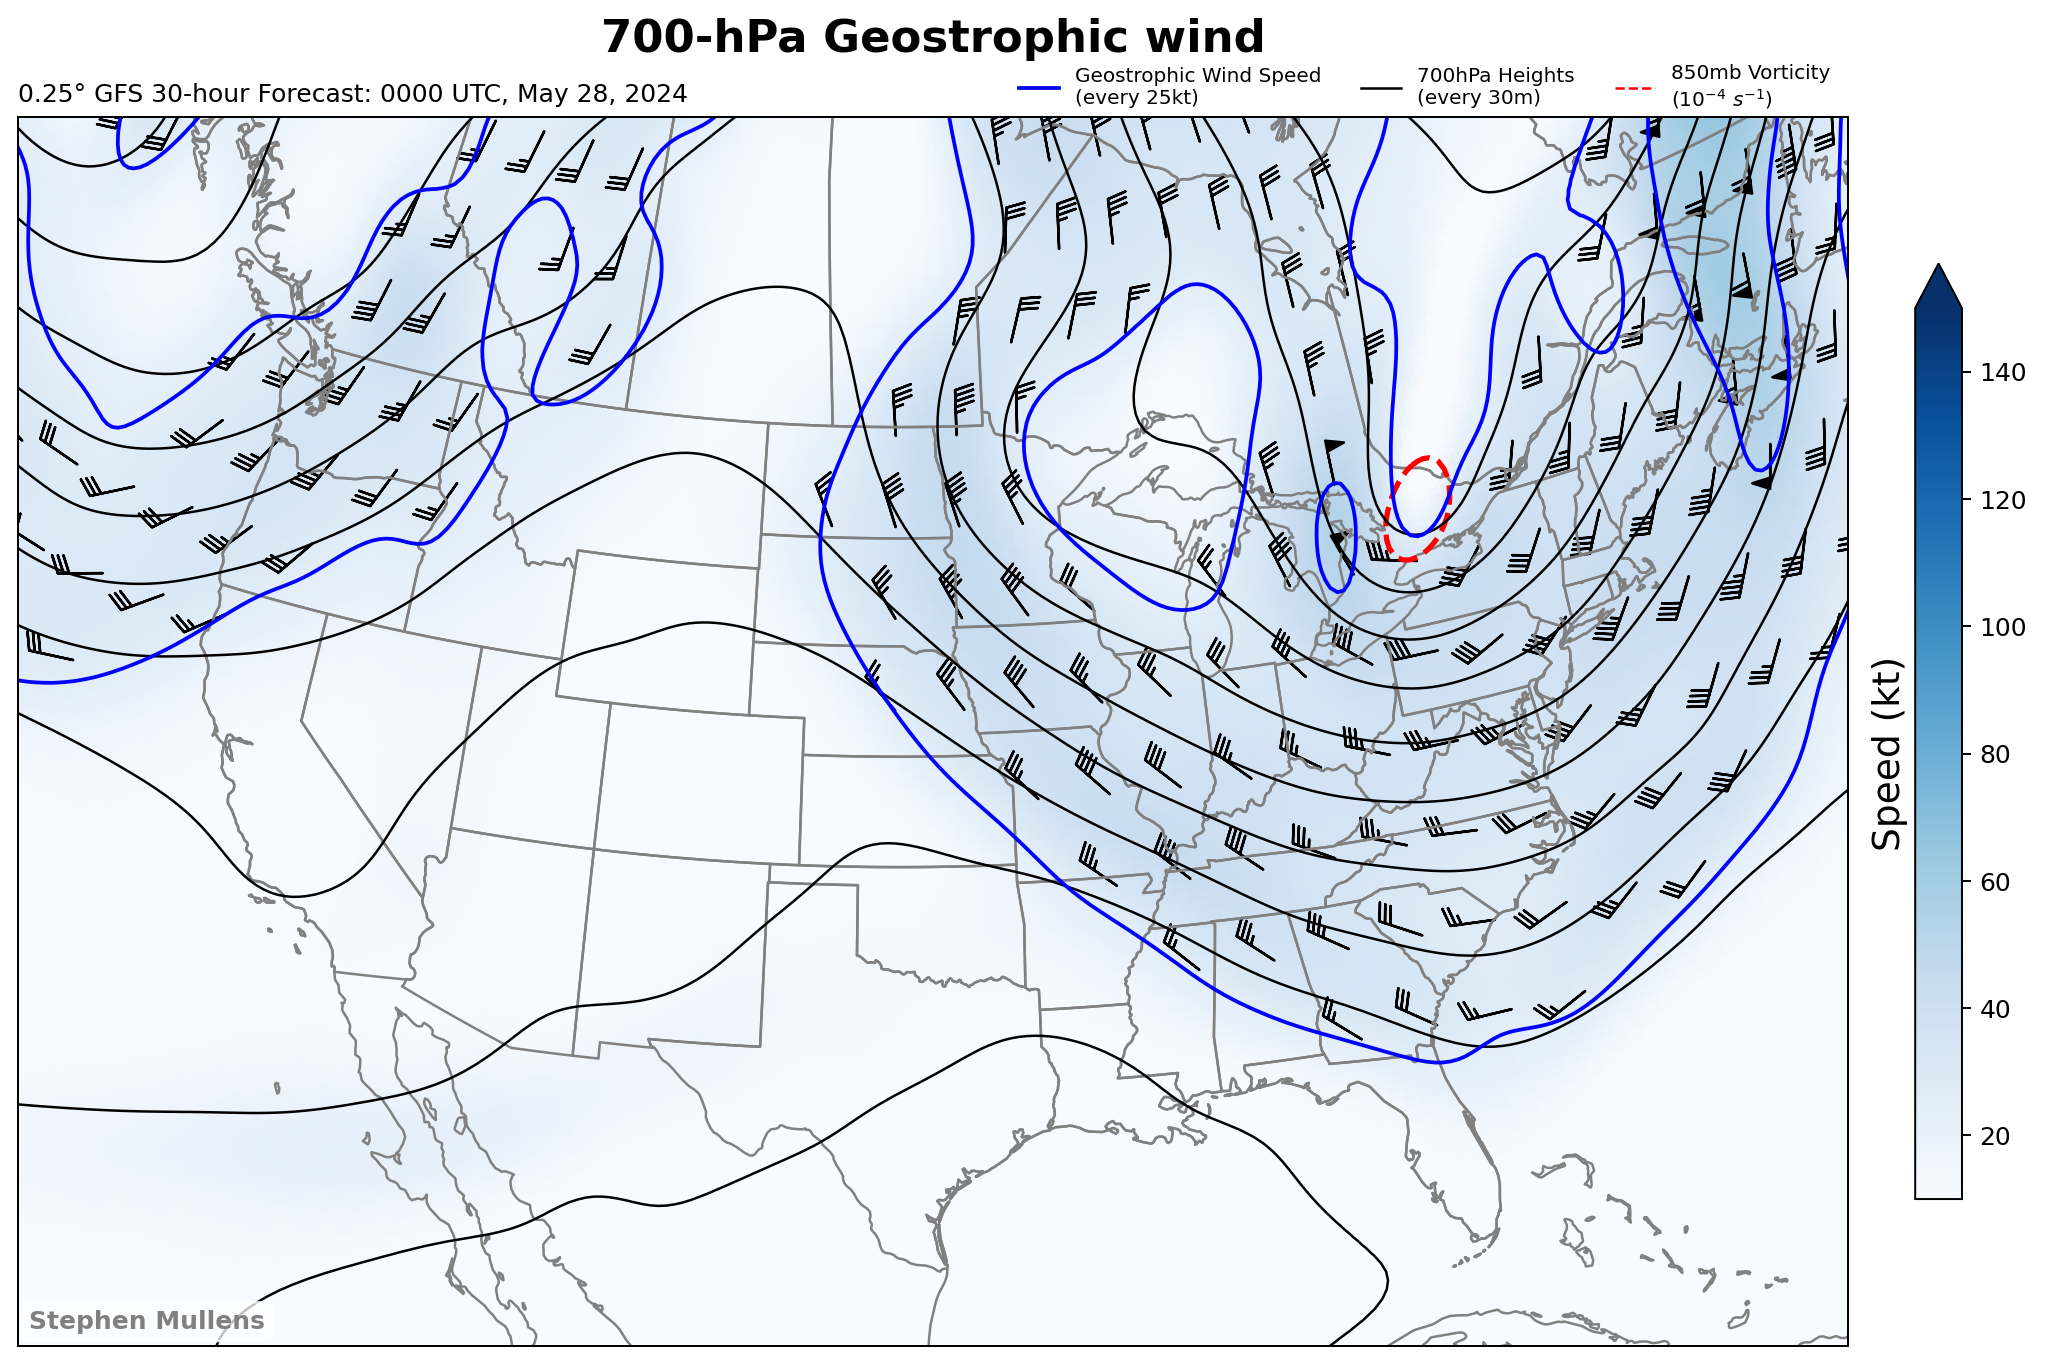 700-hPa Geostrophic wind
0.25° GFS 30-hour Forecast: 0000 UTC, May 28, 2024
Geostrophic Wind Speed
(every 25kt)
700hPa Heights
(every 30m)
850mb Vorticity
(10⁻⁴ s⁻¹)
140
120
100
80
60
40
20
Speed (kt)
Stephen Mullens